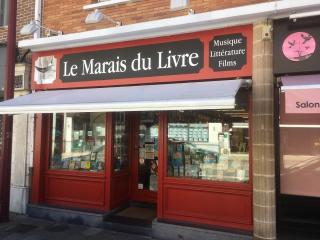 Le Marais du Livre
Musique
Littérature
Films
Salon